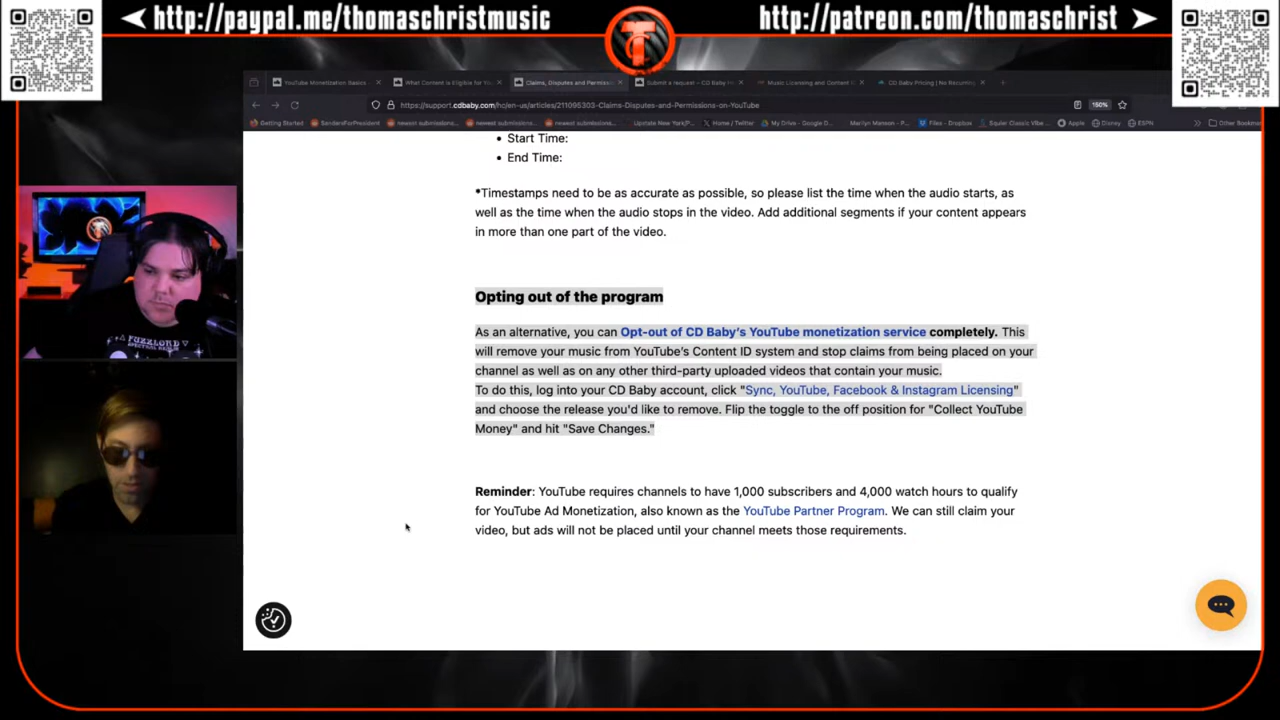 http://paypal.me/thomaschristmusic
http://patreon.com/thomaschrist
YouTube Monetization Basics
What Content is Eligible for Yo
Claims, Disputes and Permiss
Submit a request – CD Baby
Music Licensing and Content
CD Baby Pricing | No Recurring
https://support.cdbaby.com/hc/en-us/articles/211096303-Claims-Disputes-and-Permissions-on-YouTube
150%
Getting Started
SandersForPresident
newest submissions...
newest submissions...
newest submissions...
Upstate New York/...
Home / Twitter
My Drive - Google D...
Marilyn Manson - P...
Files - Dropbox
Squier Classic Vibe ...
Apple
Disney
ESPN
Other Bookmar
• Start Time:
• End Time:
*Timestamps need to be as accurate as possible, so please list the time when the audio starts, as
well as the time when the audio stops in the video. Add additional segments if your content appears
in more than one part of the video.
Opting out of the program
As an alternative, you can Opt-out of CD Baby's YouTube monetization service completely. This
will remove your music from YouTube's Content ID system and stop claims from being placed on your
channel as well as on any other third-party uploaded videos that contain your music.
To do this, log into your CD Baby account, click "Sync, YouTube, Facebook & Instagram Licensing"
and choose the release you'd like to remove. Flip the toggle to the off position for "Collect YouTube
Money" and hit "Save Changes."
Reminder: YouTube requires channels to have 1,000 subscribers and 4,000 watch hours to qualify
for YouTube Ad Monetization, also known as the YouTube Partner Program. We can still claim your
video, but ads will not be placed until your channel meets those requirements.
FUZZLORD